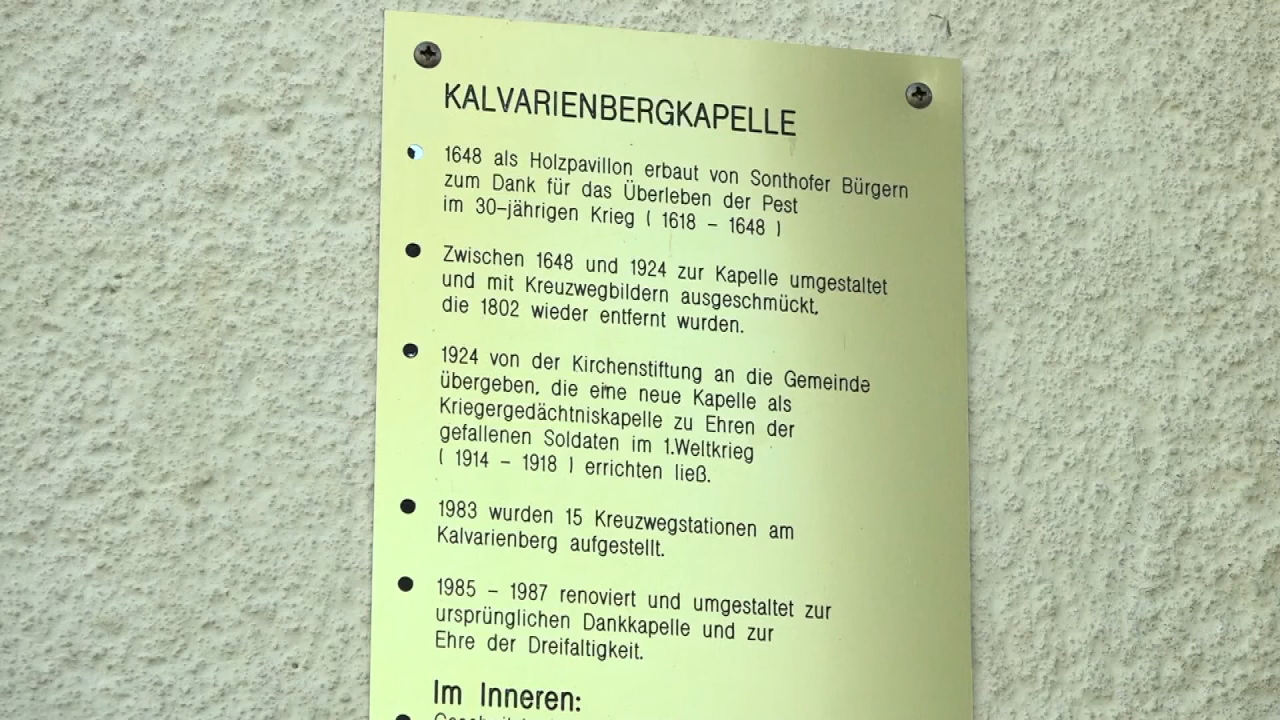 KALVARIENBERGKAPELLE
1648 als Holzpavillon erbaut von Sonthofer Bürgern
zum Dank für das Überleben der Pest
im 30-jährigen Krieg ( 1618 - 1648 )
Zwischen 1648 und 1924 zur Kapelle umgestaltet
und mit Kreuzwegbildern ausgeschmückt,
die 1802 wieder entfernt wurden.
1924 von der Kirchenstiftung an die Gemeinde
übergeben, die eine neue Kapelle als
Kriegergedächtniskapelle zu Ehren der
gefallenen Soldaten im 1.Weltkrieg
( 1914 - 1918 ) errichten ließ.
1983 wurden 15 Kreuzwegstationen am
Kalvarienberg aufgestellt.
1985 - 1987 renoviert und umgestaltet zur
ursprünglichen Dankkapelle und zur
Ehre der Dreifaltigkeit.
Im Inneren: